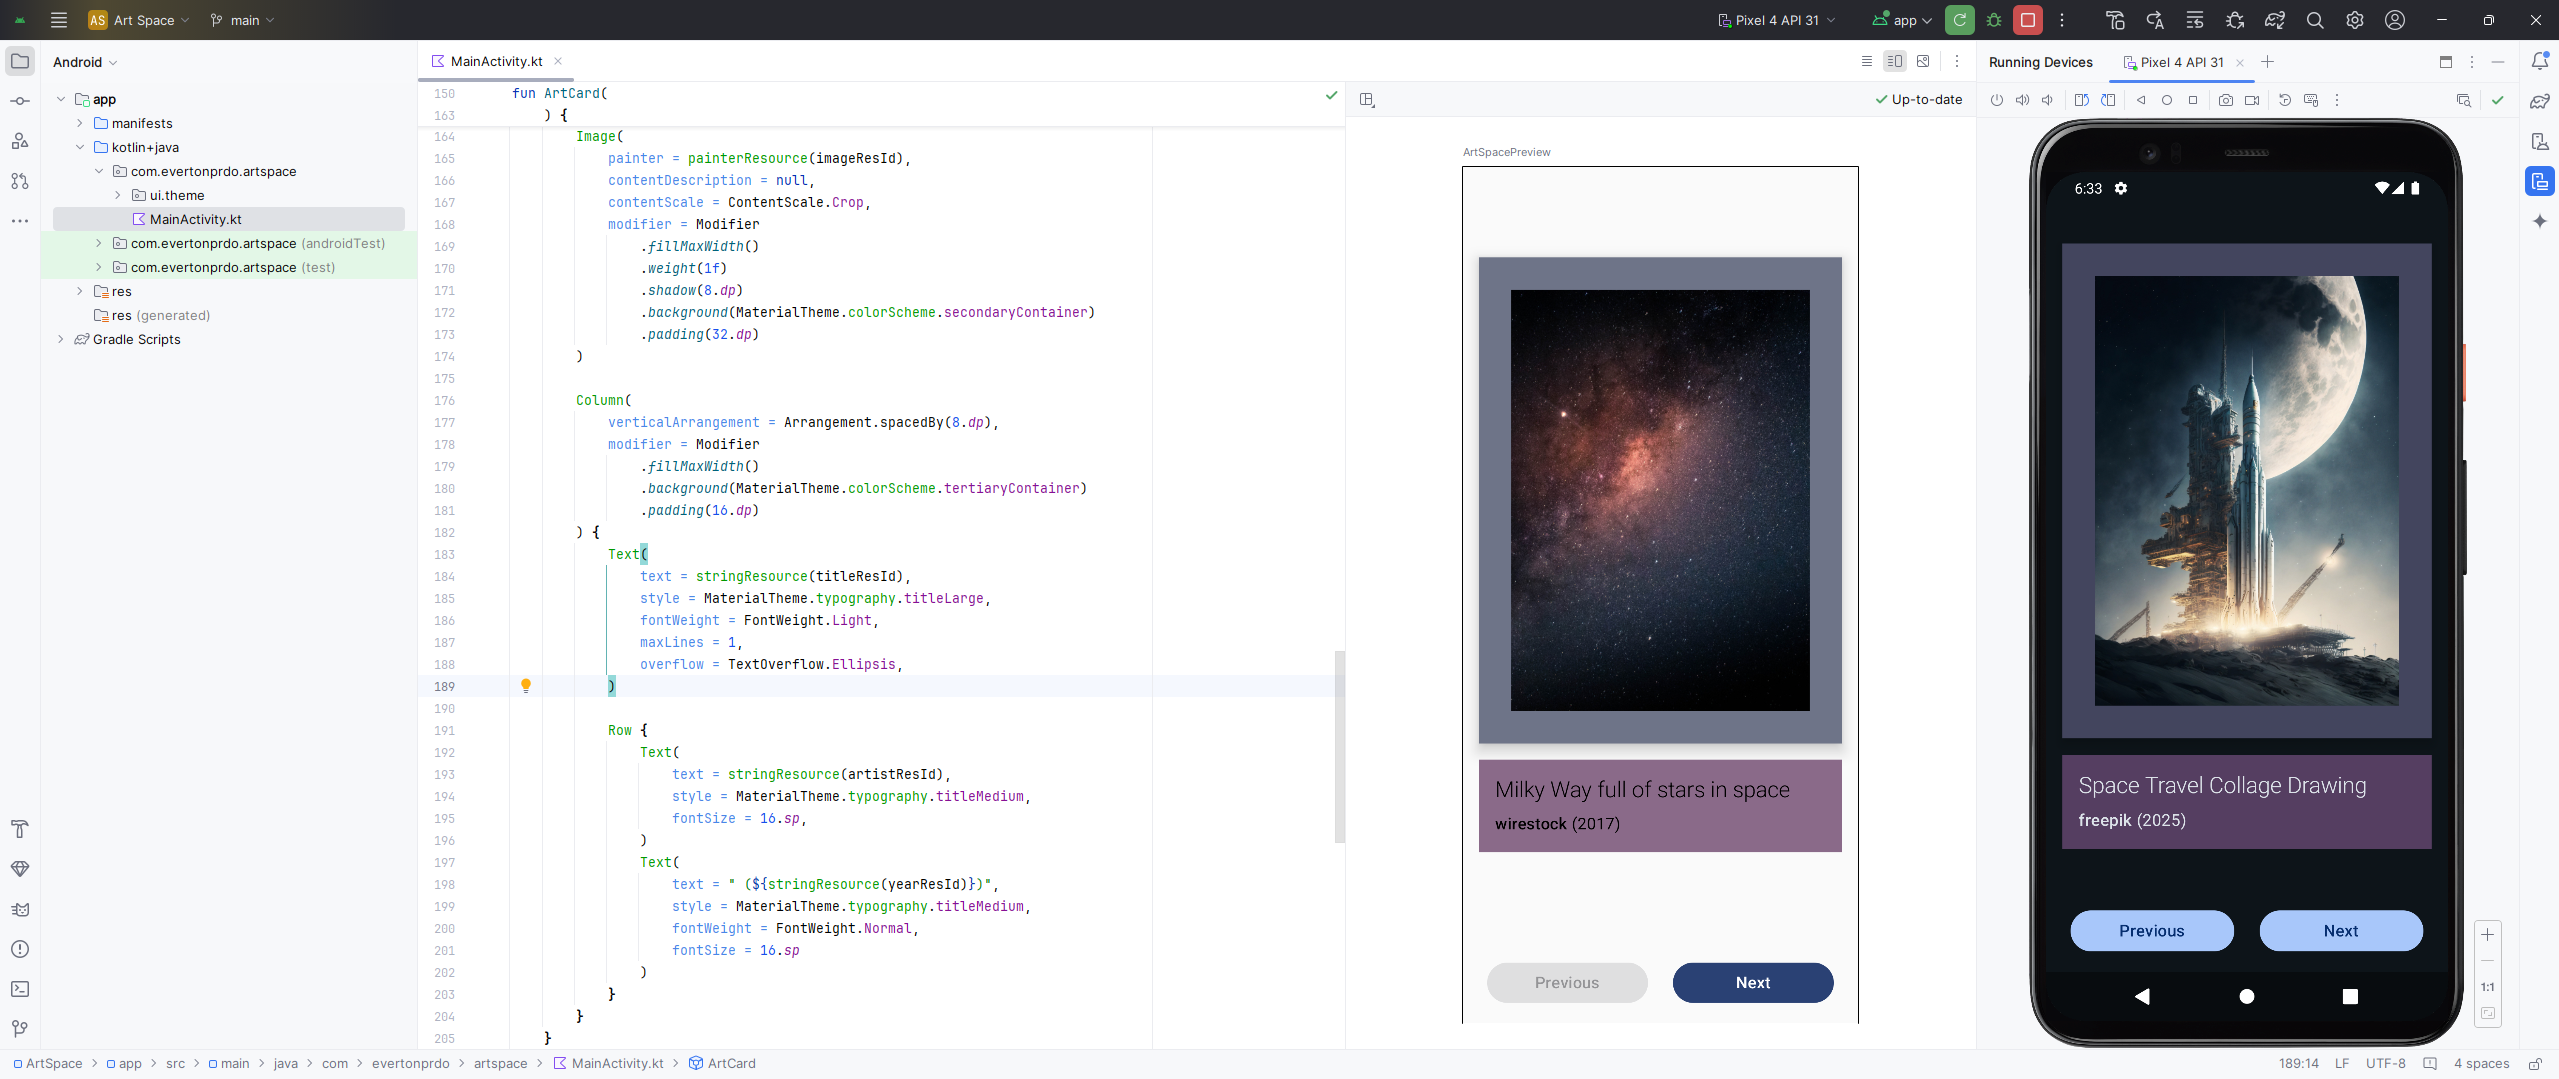 AS Art Space main Pixel 4 API 31 app
Android
app
manifests
kotlin+java
com.evertonprdo.artspace
ui.theme
MainActivity.kt
com.evertonprdo.artspace (androidTest)
com.evertonprdo.artspace (test)
res
res (generated)
Gradle Scripts
MainActivity.kt
150 fun ArtCard(
163 ) {
164 Image(
165 painter = painterResource(imageResId),
166 contentDescription = null,
167 contentScale = ContentScale.Crop,
168 modifier = Modifier
169 .fillMaxWidth()
170 .weight(1f)
171 .shadow(8.dp)
172 .background(MaterialTheme.colorScheme.secondaryContainer)
173 .padding(32.dp)
174 )
175
176 Column(
177 verticalArrangement = Arrangement.spacedBy(8.dp),
178 modifier = Modifier
179 .fillMaxWidth()
180 .background(MaterialTheme.colorScheme.tertiaryContainer)
181 .padding(16.dp)
182 ) {
183 Text(
184 text = stringResource(titleResId),
185 style = MaterialTheme.typography.titleLarge,
186 fontWeight = FontWeight.Light,
187 maxLines = 1,
188 overflow = TextOverflow.Ellipsis,
189 )
190
191 Row {
192 Text(
193 text = stringResource(artistResId),
194 style = MaterialTheme.typography.titleMedium,
195 fontSize = 16.sp,
196 )
197 Text(
198 text = " (${stringResource(yearResId)})",
199 style = MaterialTheme.typography.titleMedium,
200 fontWeight = FontWeight.Normal,
201 fontSize = 16.sp
202 )
203 }
204 }
205 }
Up-to-date
ArtSpacePreview
Milky Way full of stars in space
wirestock (2017)
Previous Next
Running Devices Pixel 4 API 31
6:33
Space Travel Collage Drawing
freepik (2025)
Previous Next
1:1
ArtSpace app src main java com evertonprdo artspace MainActivity.kt ArtCard
189:14 LF UTF-8 4 spaces